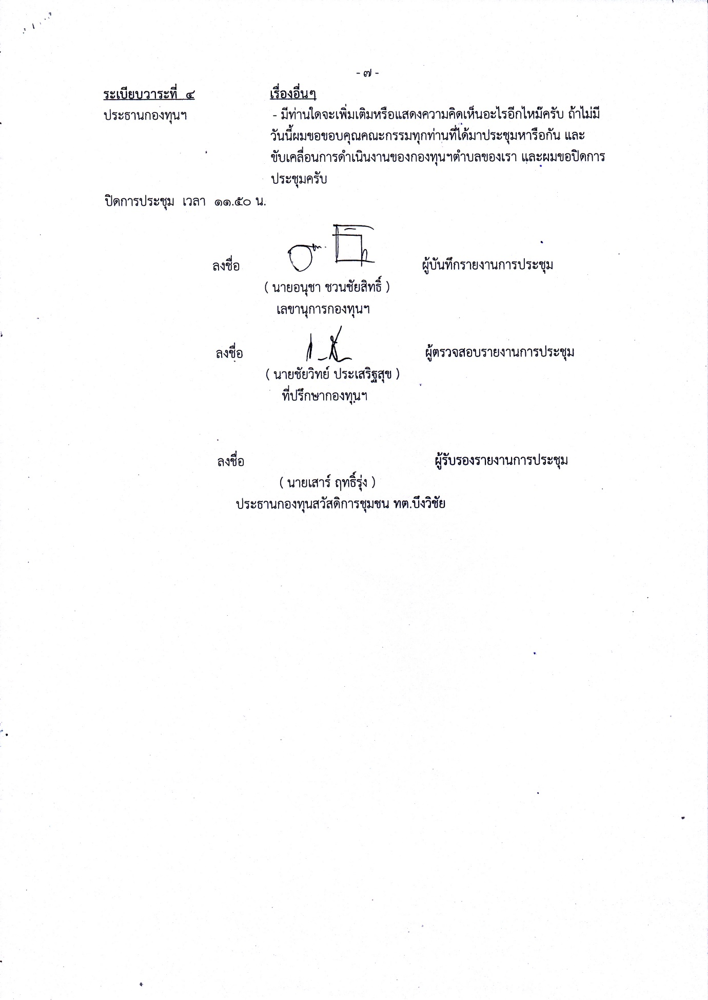 - ๗ -
ระเบียบวาระที่ ๔ เรื่องอื่นๆ
ประธานกองทุนฯ - มีท่านใดจะเพิ่มเติมหรือแสดงความคิดเห็นอะไรอีกไหม๊ครับ ถ้าไม่มี
วันนี้ผมขอขอบคุณคณะกรรมทุกท่านที่ได้มาประชุมหารือกัน และ
ขับเคลื่อนการดำเนินงานของกองทุนฯตำบลของเรา และผมขอปิดการ
ประชุมครับ
ปิดการประชุม เวลา ๑๑.๕๐ น.
ลงชื่อ ผู้บันทึกรายงานการประชุม
( นายอนุชา ชวนชัยสิทธิ์ )
เลขานุการกองทุนฯ
ลงชื่อ ผู้ตรวจสอบรายงานการประชุม
( นายชัยวิทย์ ประเสริฐสุข )
ที่ปรึกษากองทุนฯ
ลงชื่อ ผู้รับรองรายงานการประชุม
( นายเสาร์ ฤทธิ์รุ่ง )
ประธานกองทุนสวัสดิการชุมชน ทต.บึงวิชัย